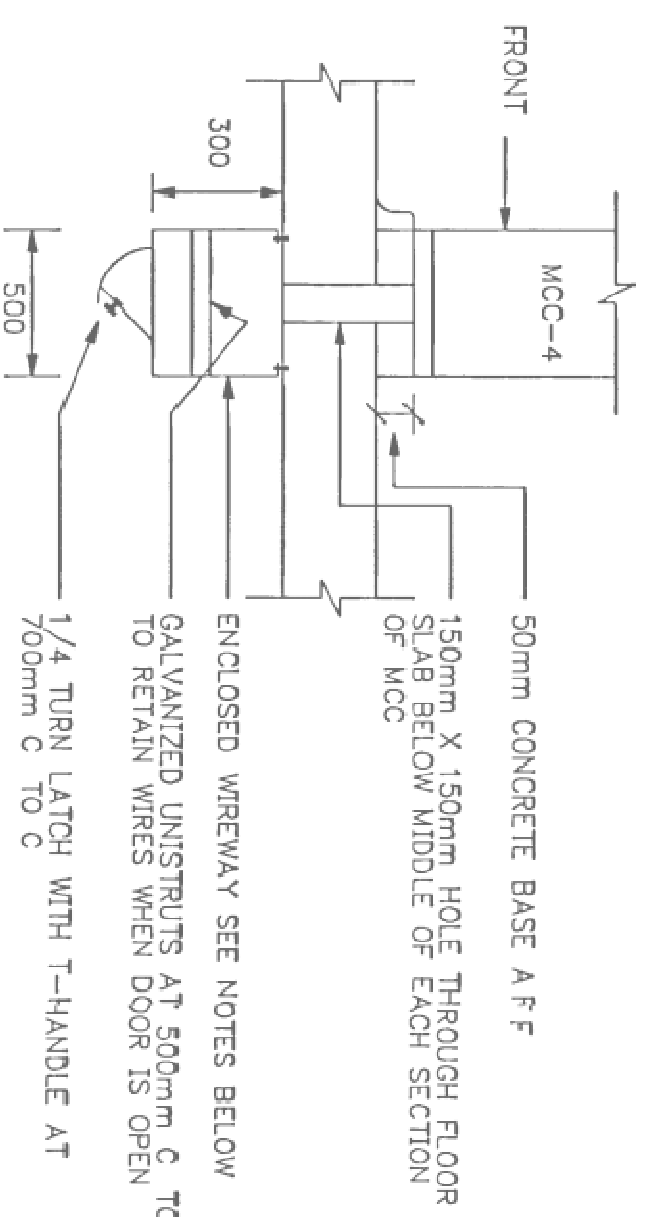 FRONT
MCC-4
50mm CONCRETE BASE A F F
150mm X 150mm HOLE THROUGH FLOOR
SLAB BELOW MIDDLE OF EACH SECTION
OF MCC
300
ENCLOSED WIREWAY SEE NOTES BELOW
GALVANIZED UNISTRUTS AT 500mm C TO
TO RETAIN WIRES WHEN DOOR IS OPEN
500
1/4 TURN LATCH WITH T-HANDLE AT
700mm C TO C